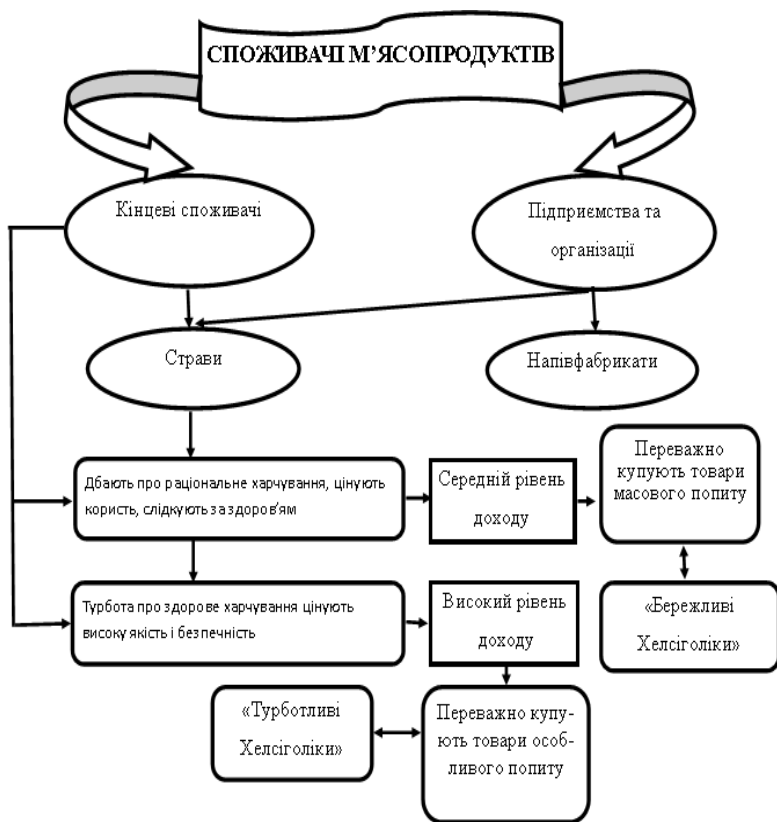 СПОЖИВАЧІ М’ЯСОПРОДУКТІВ
Кінцеві споживачі
Підприємства та
організації
Страви
Напівфабрикати
Дбають про раціональне харчування, цінують
користь, слідкують за здоров’ям
Середній рівень
доходу
Переважно
купують товари
масового попиту
Турбота про здорове харчування цінують
високу якість і безпечність
Високий рівень
доходу
«Бережливі
Хелсіголіки»
«Турботливі
Хелсіголіки»
Переважно купу-
ють товари особ-
ливого попиту